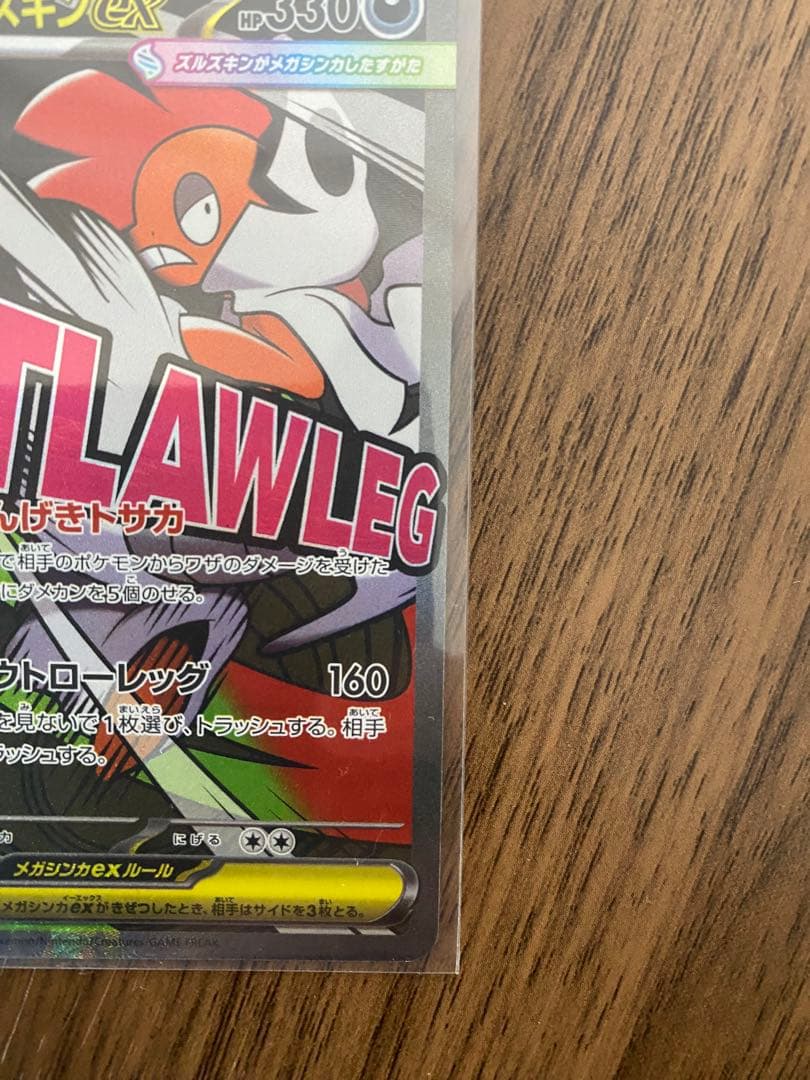 スキンex HP330
ズルズキンがメガシンカしたすがた
TLAWLEG
んげきトサカ
で相手のポケモンからワザのダメージを受けた
にダメカンを5個のせる。
ウトローレッグ 160
を見ないで1枚選び、トラッシュする。相手
ラッシュする。
カ にげる
メガシンカexルール
メガシンカexがきぜつしたとき、相手はサイドを3枚とる。
okémon/Nintendo/Creatures/GAME FREAK